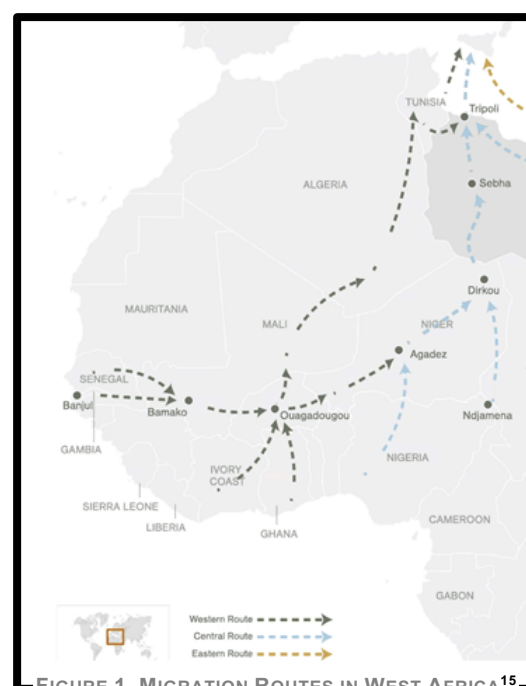 TUNISIA
Tripoli
ALGERIA
Sebha
Dirkou
MAURITANIA
MALI
NIGER
Agadez
SENEGAL
Banjul
Bamako
Ouagadougou
Ndjamena
GAMBIA
NIGERIA
IVORY
COAST
SIERRA LEONE
LIBERIA
GHANA
CAMEROON
GABON
Western Route
Central Route
Eastern Route
FIGURE 1. MIGRATION ROUTES IN WEST AFRICA15